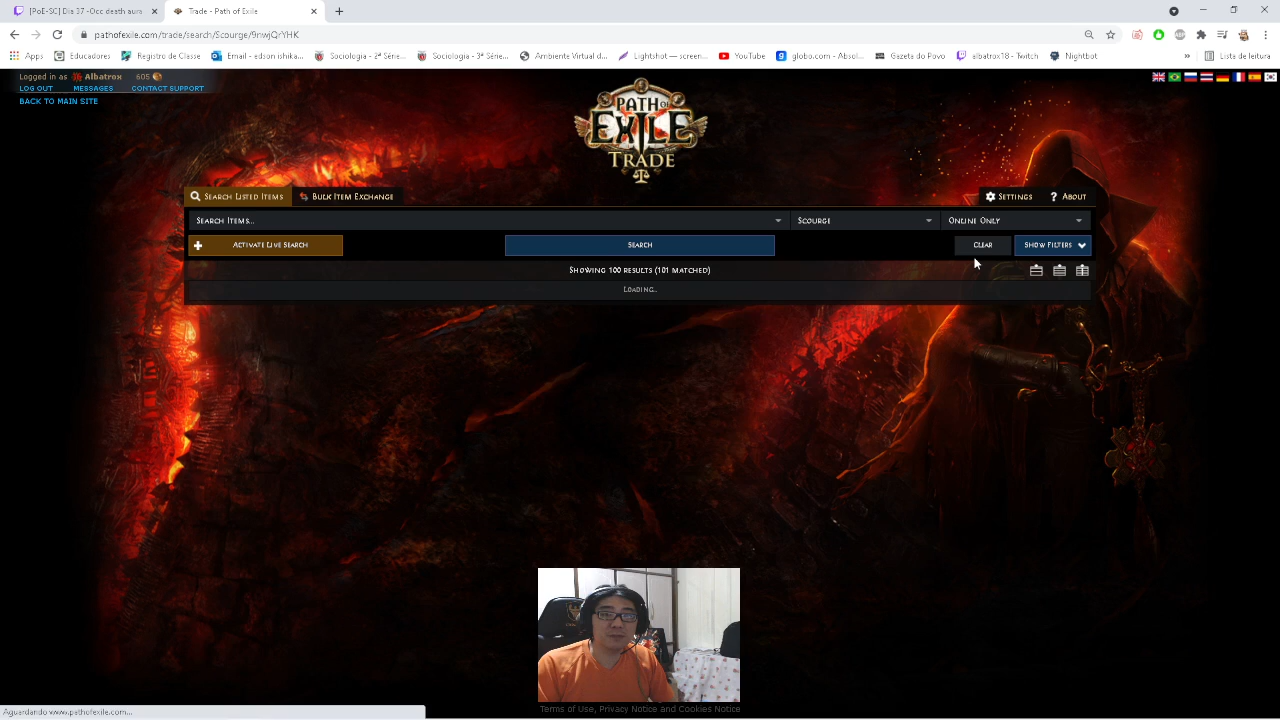 [PoE-SC] Dia 37 -Occ death aura
Trade - Path of Exile
pathofexile.com/trade/search/Scourge/9nwjQrYHK
Apps
Educadores
Registro de Classe
Email - edson ishika...
Sociologia - 2ª Série...
Sociologia - 3ª Série...
Ambiente Virtual d...
Lightshot — screen...
YouTube
globo.com - Absol...
Gazeta do Povo
albatrox18 - Twitch
Nightbot
»
Lista de leitura
ABP
Logged in as Albatrox 605
LOG OUT MESSAGES CONTACT SUPPORT
BACK TO MAIN SITE
PATH OF
EXILE
TRADE
Search Listed Items
Bulk Item Exchange
Settings
? About
Search Items...
Scourge
Online Only
Activate Live Search
Search
Clear
Show Filters
Showing 100 results (101 matched)
Loading..
Terms of Use, Privacy Notice and Cookies Notice
Aguardando www.pathofexile.com...